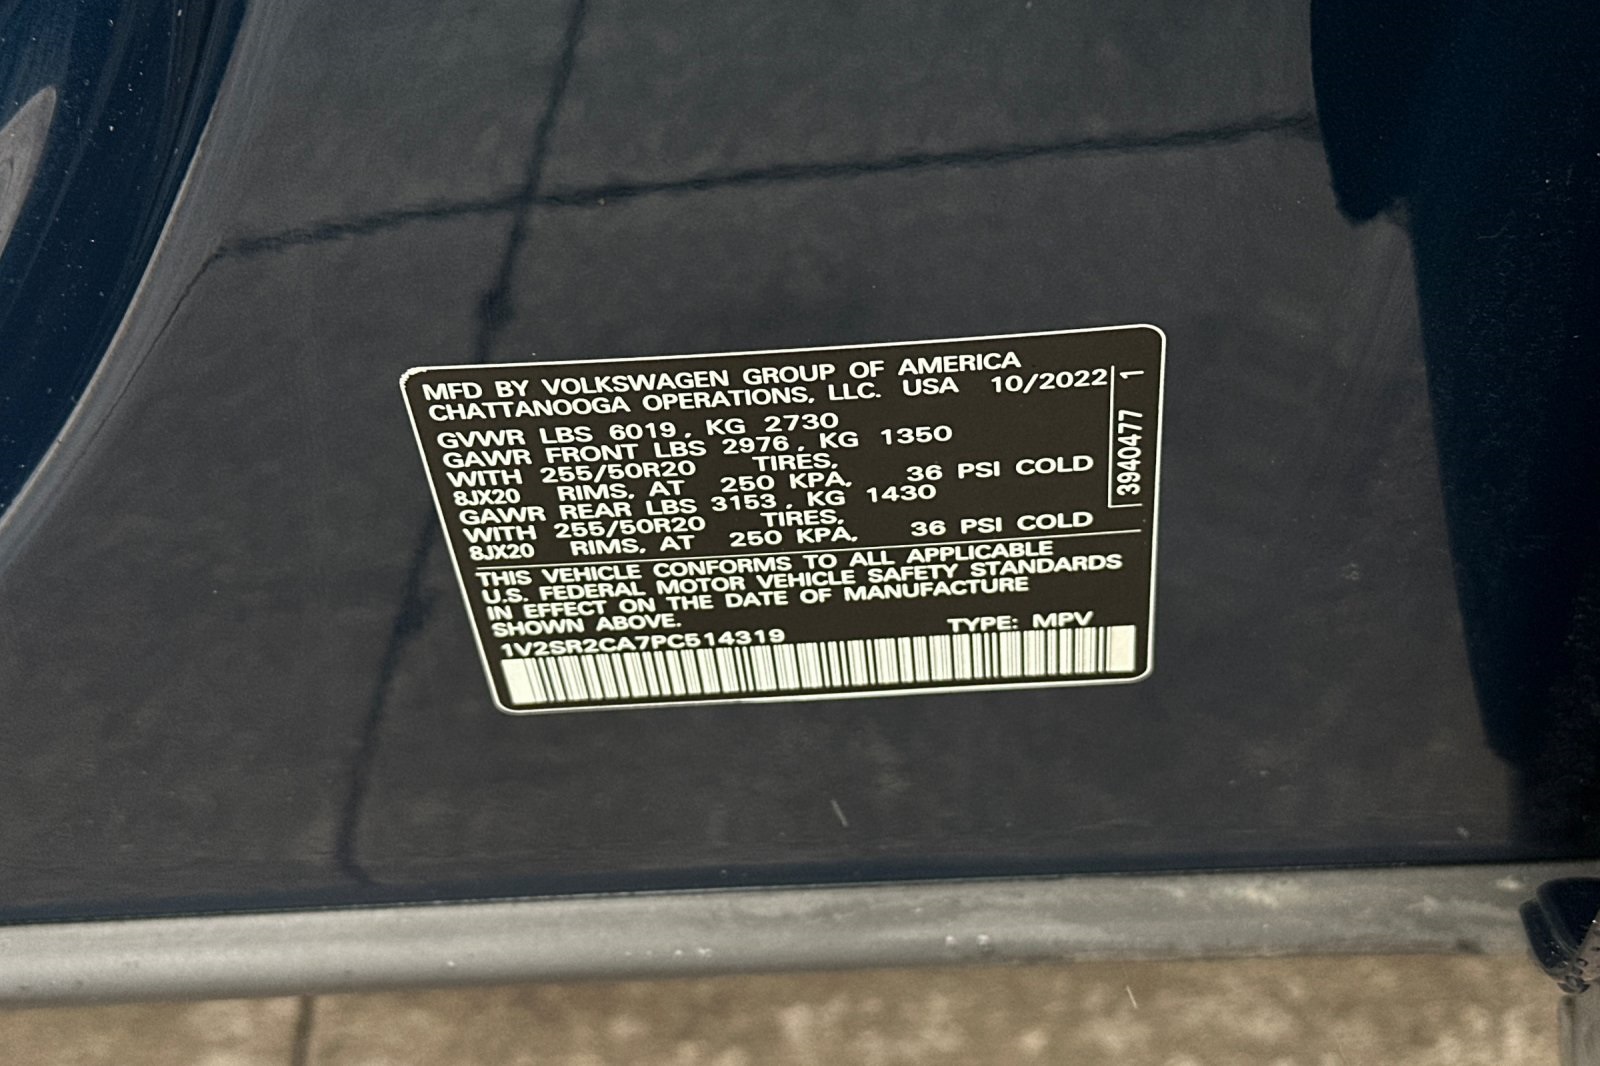 MFD BY VOLKSWAGEN GROUP OF AMERICA
CHATTANOOGA OPERATIONS, LLC. USA 10/2022
GVWR LBS 6019, KG 2730
GAWR FRONT LBS 2976, KG 1350
WITH 255/50R20 TIRES,
8JX20 RIMS, AT 250 KPA, 36 PSI COLD
GAWR REAR LBS 3153, KG 1430
WITH 255/50R20 TIRES,
8JX20 RIMS, AT 250 KPA, 36 PSI COLD
THIS VEHICLE CONFORMS TO ALL APPLICABLE
U.S. FEDERAL MOTOR VEHICLE SAFETY STANDARDS
IN EFFECT ON THE DATE OF MANUFACTURE
SHOWN ABOVE.
TYPE: MPV
1V2SR2CA7PC514319
3940477 1